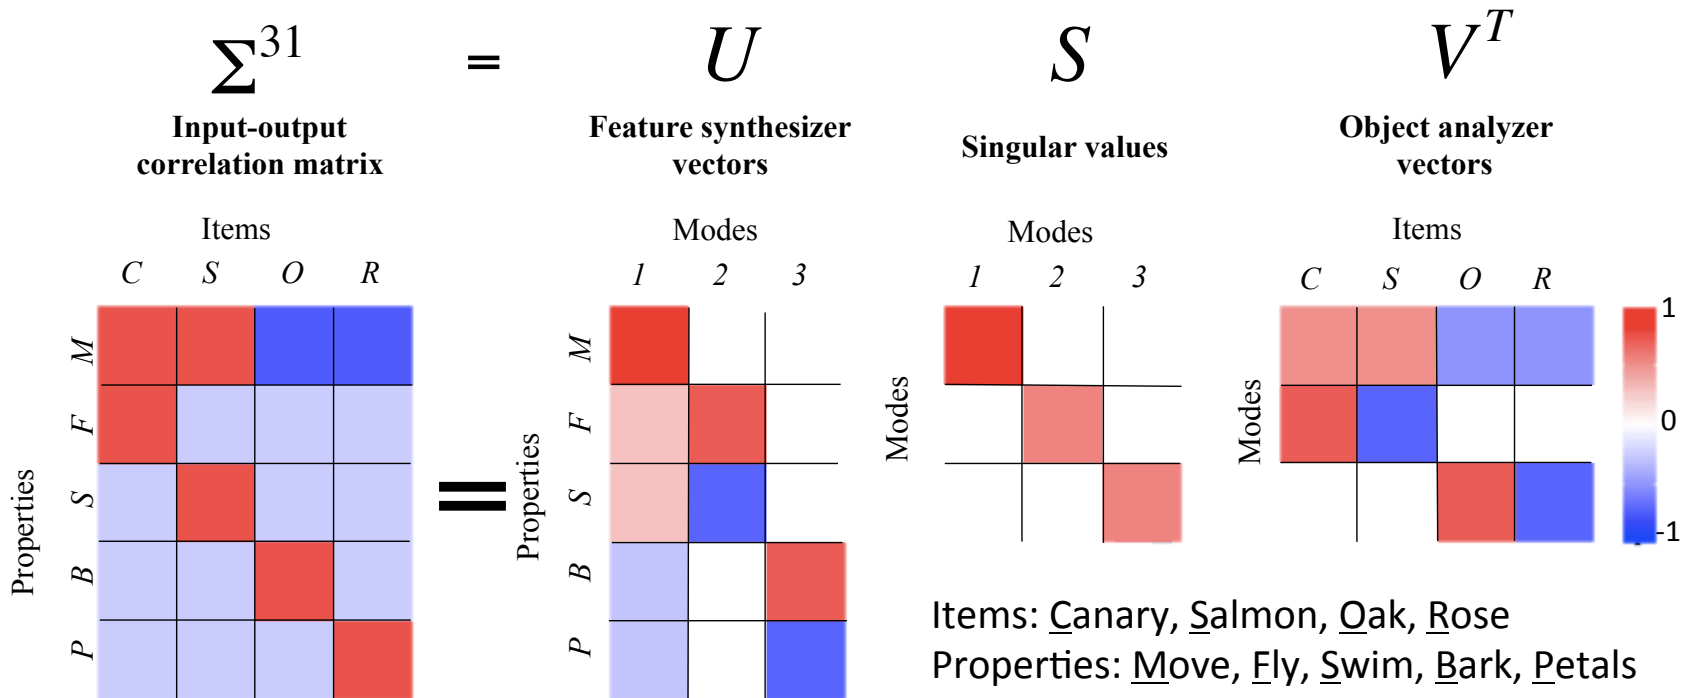 Σ³¹ = U S Vᵀ
Input-output correlation matrix
Feature synthesizer vectors
Singular values
Object analyzer vectors
Items
Modes
Modes
Items
C S O R
1 2 3
1 2 3
C S O R
Properties
M
F
S
B
P
=
Properties
M
F
S
B
P
Modes
Modes
1
0
-1
Items: Canary, Salmon, Oak, Rose
Properties: Move, Fly, Swim, Bark, Petals